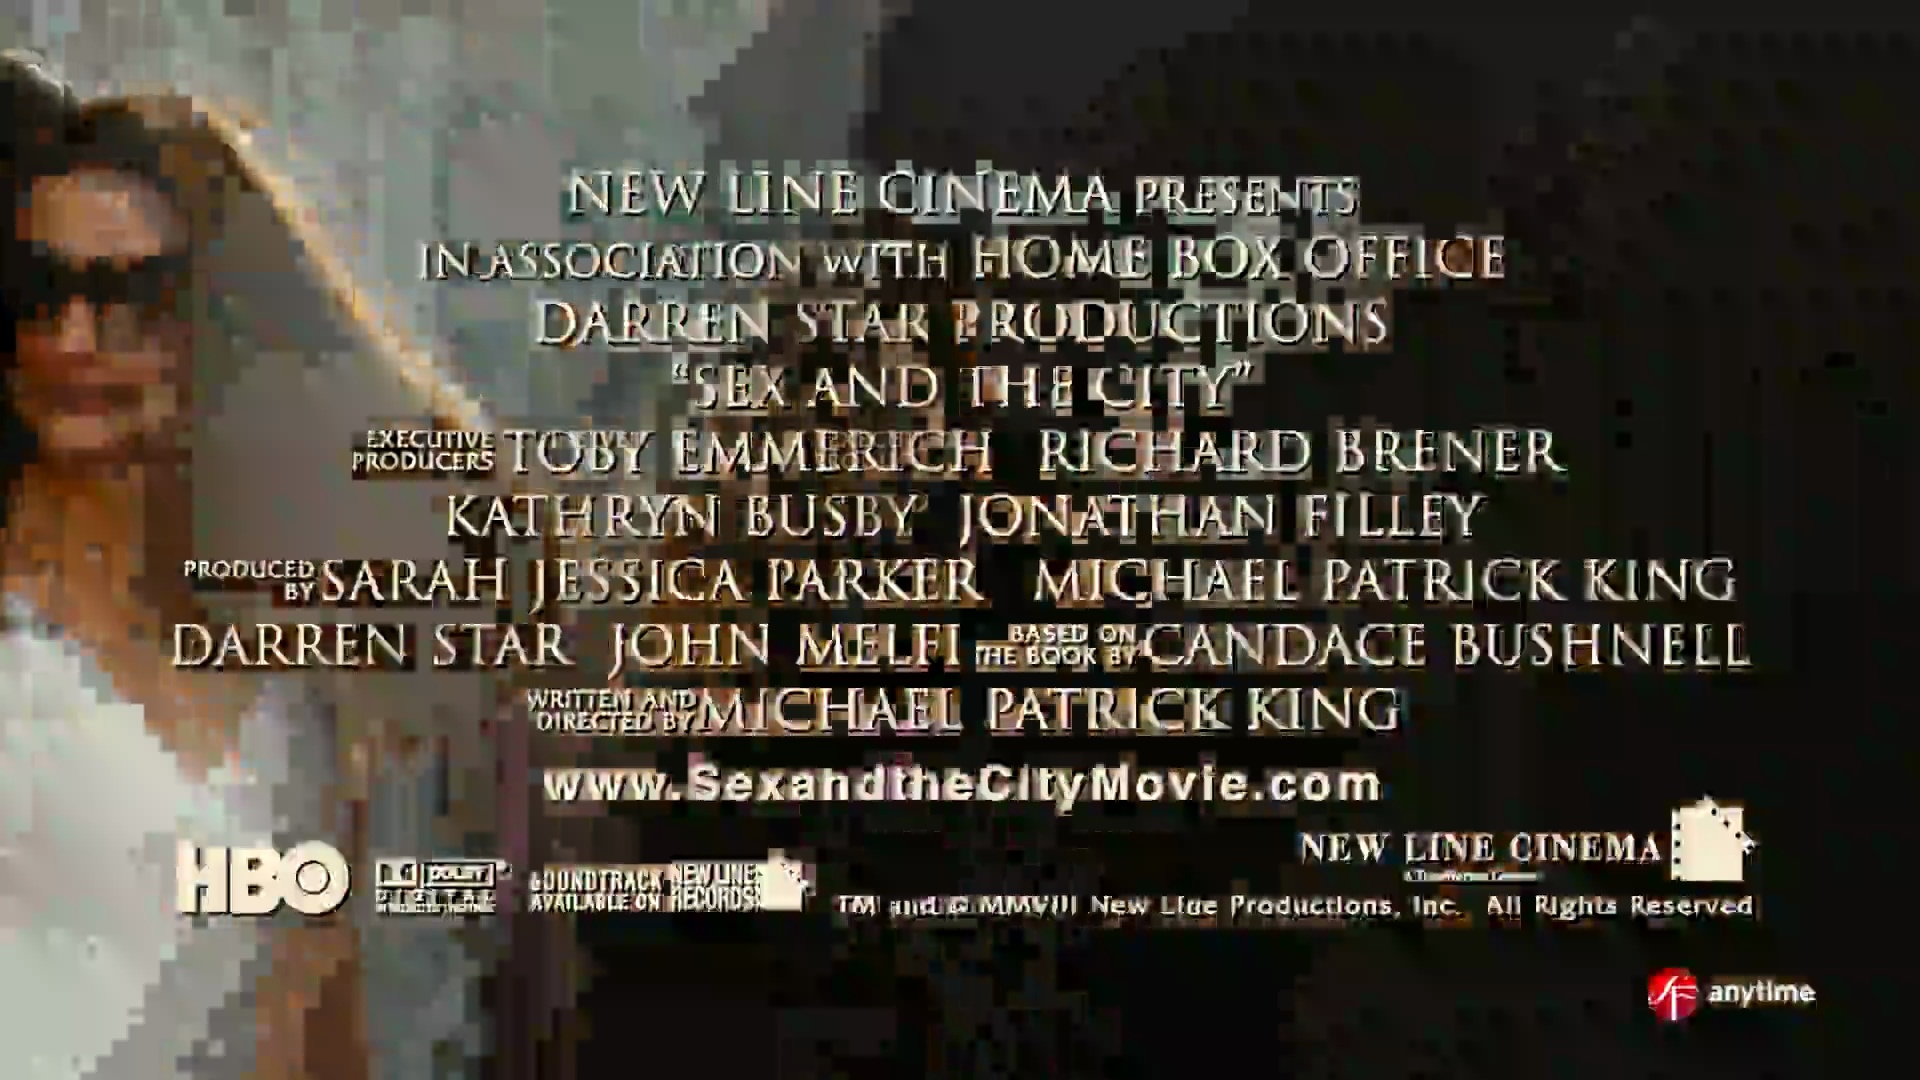 NEW LINE CINEMA PRESENTS
IN ASSOCIATION WITH HOME BOX OFFICE
DARREN STAR PRODUCTIONS
“SEX AND THE CITY”
EXECUTIVE PRODUCERS TOBY EMMERICH RICHARD BRENER
KATHRYN BUSBY JONATHAN FILLEY
PRODUCED BY SARAH JESSICA PARKER MICHAEL PATRICK KING
DARREN STAR JOHN MELFI BASED ON THE BOOK BY CANDACE BUSHNELL
WRITTEN AND DIRECTED BY MICHAEL PATRICK KING
www.SexandtheCityMovie.com
NEW LINE CINEMA
HBO DOLBY DIGITAL SOUNDTRACK AVAILABLE ON NEW LINE RECORDS
TM and © MMVIII New Line Productions, Inc. All Rights Reserved
SF anytime